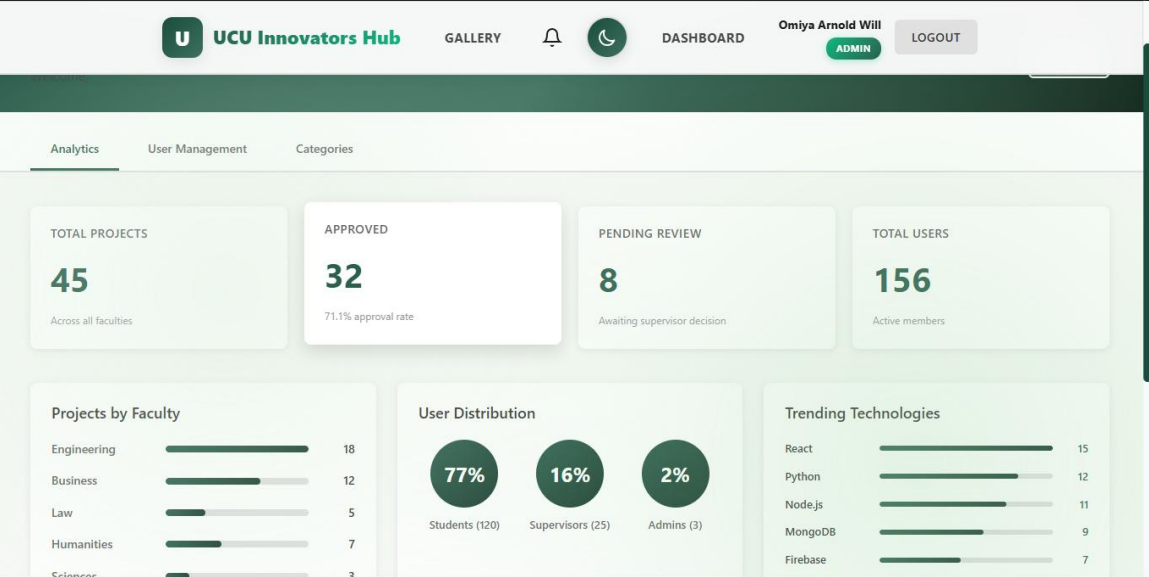 U UCU Innovators Hub GALLERY DASHBOARD Omiya Arnold Will ADMIN LOGOUT
Analytics User Management Categories
TOTAL PROJECTS
45
Across all faculties
APPROVED
32
71.1% approval rate
PENDING REVIEW
8
Awaiting supervisor decision
TOTAL USERS
156
Active members
Projects by Faculty
Engineering 18
Business 12
Law 5
Humanities 7
Sciences 3
User Distribution
77% 16% 2%
Students (120) Supervisors (25) Admins (3)
Trending Technologies
React 15
Python 12
Node.js 11
MongoDB 9
Firebase 7